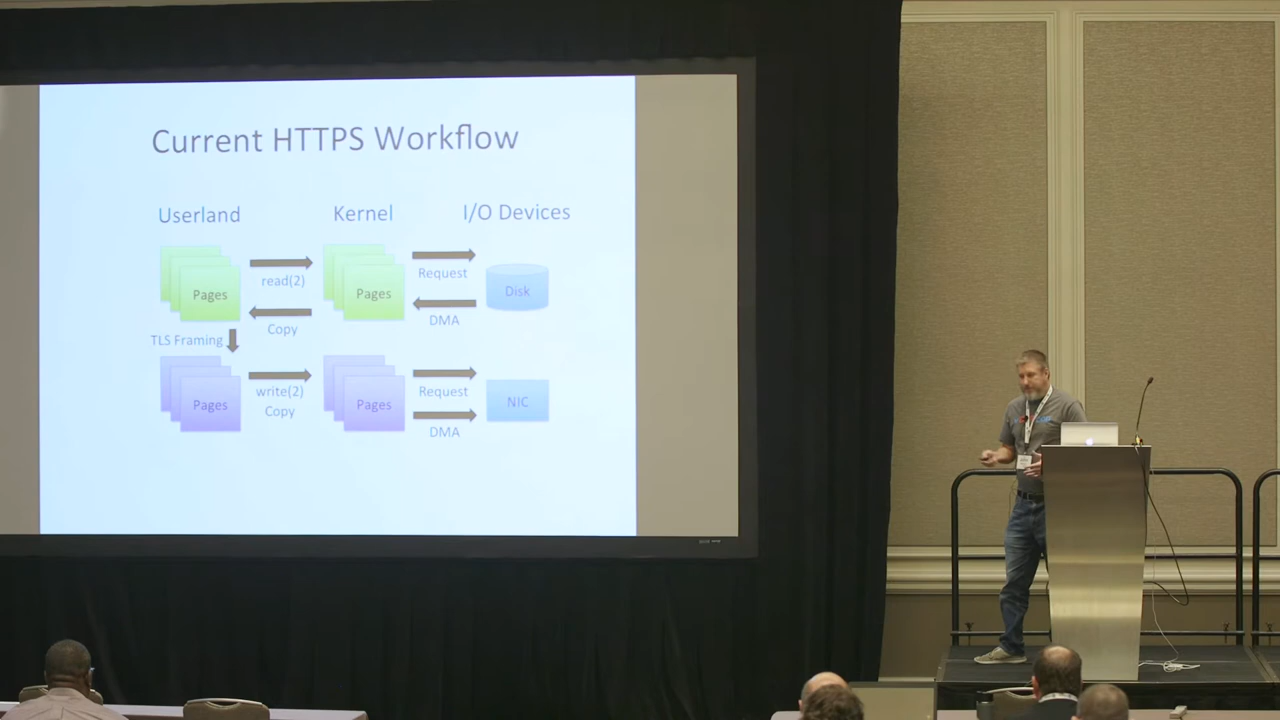 Current HTTPS Workflow
Userland Kernel I/O Devices
Pages read(2) Pages Request Disk
Copy DMA
TLS Framing
Pages write(2) Pages Request NIC
Copy DMA